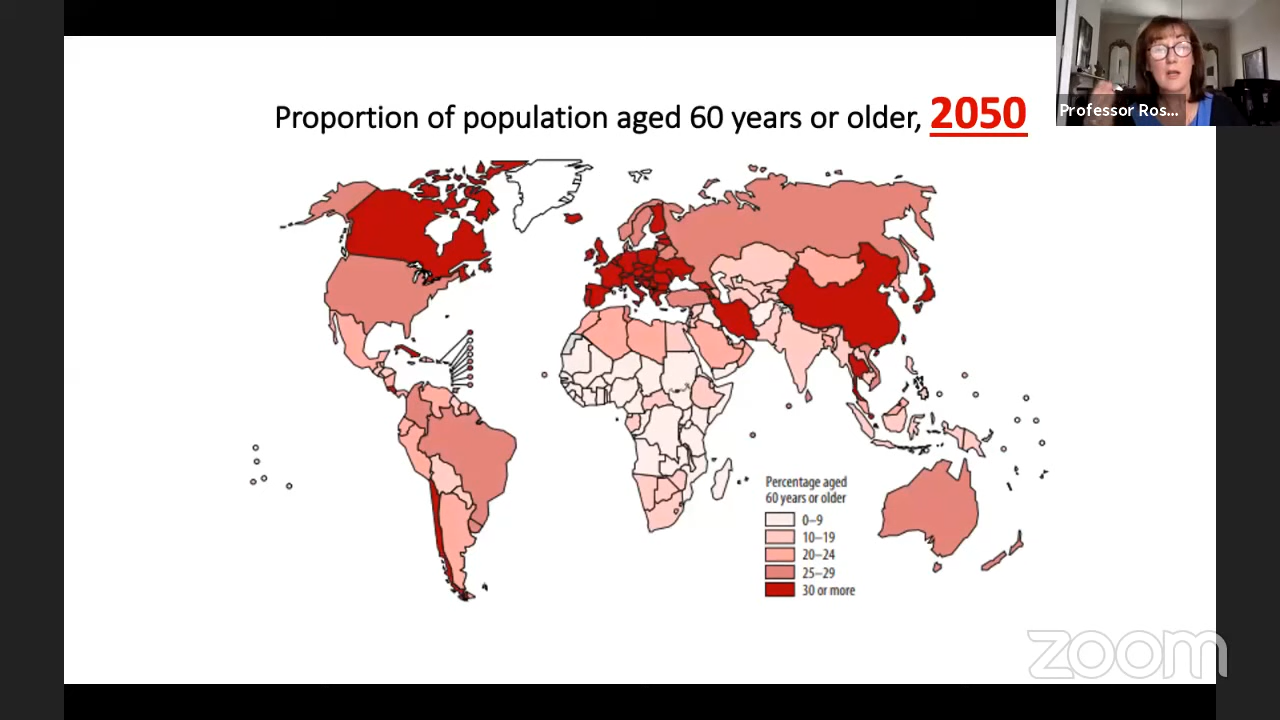 Professor Ros...
Proportion of population aged 60 years or older, 2050
Percentage aged
60 years or older
0–9
10–19
20–24
25–29
30 or more
zoom